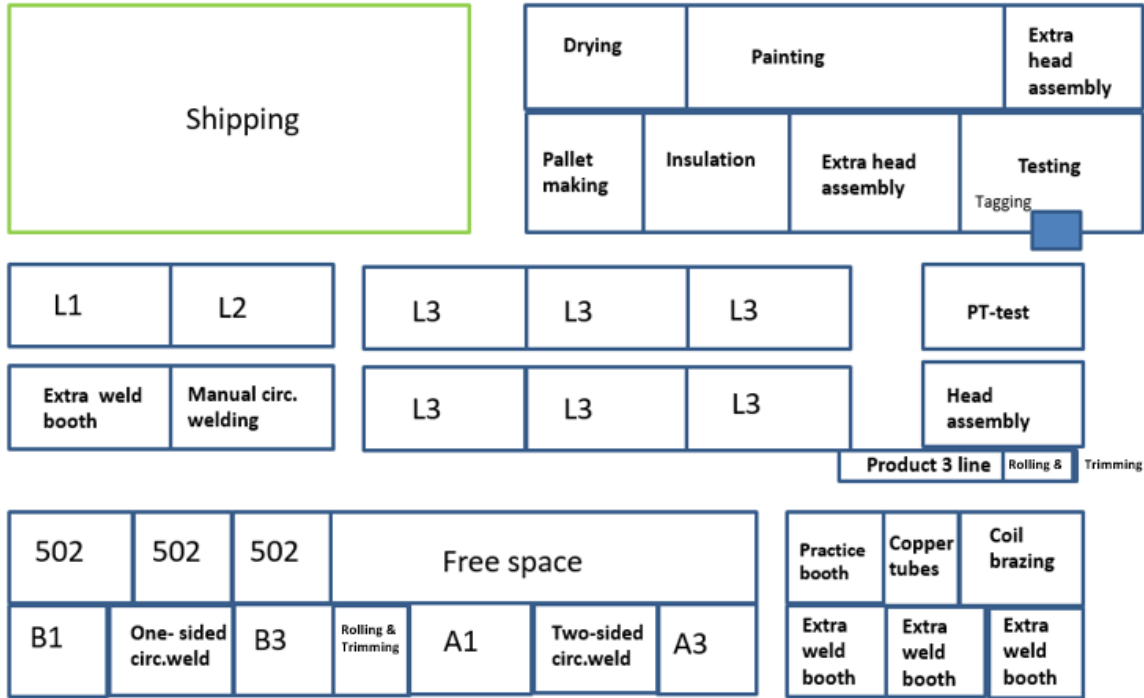 Shipping
Drying
Painting
Extra
head
assembly
Pallet
making
Insulation
Extra head
assembly
Testing
Tagging
L1
L2
L3
L3
L3
PT-test
Extra weld
booth
Manual circ.
welding
L3
L3
L3
Head
assembly
Product 3 line
Rolling &
Trimming
502
502
502
Free space
Practice
booth
Copper
tubes
Coil
brazing
B1
One- sided
circ.weld
B3
Rolling &
Trimming
A1
Two-sided
circ.weld
A3
Extra
weld
booth
Extra
weld
booth
Extra
weld
booth